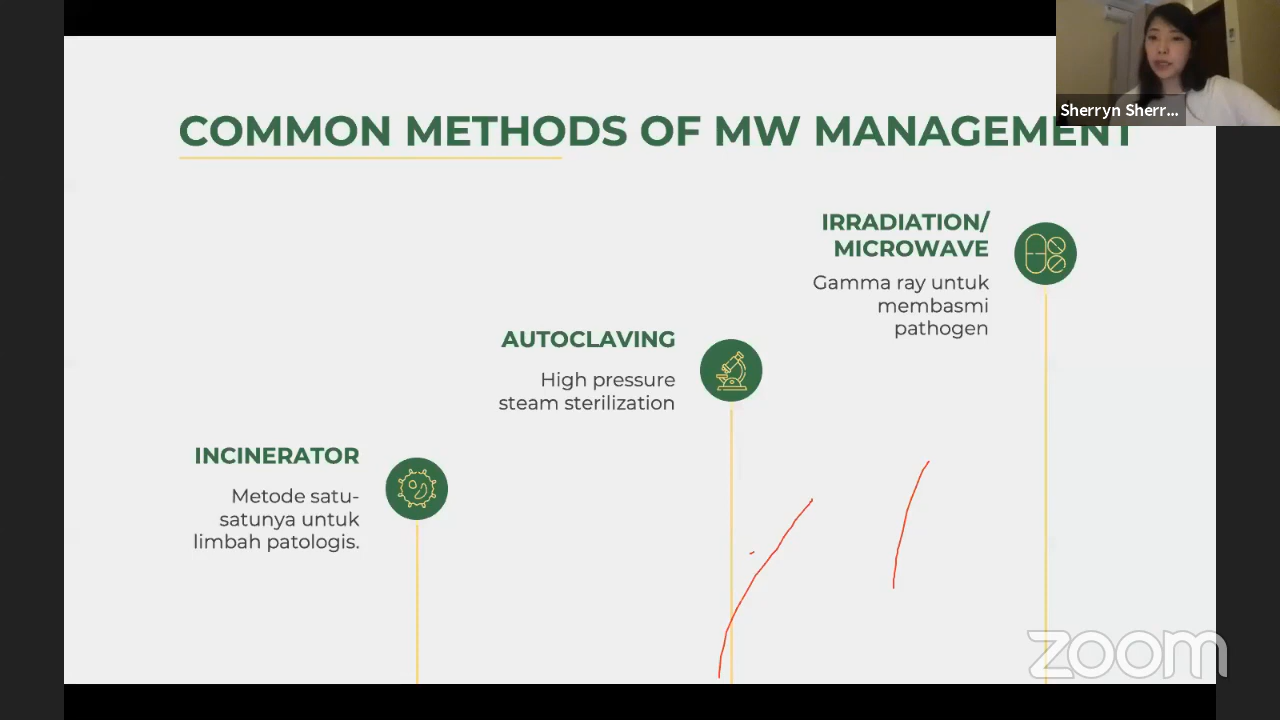 Sherryn Sherr...
COMMON METHODS OF MW MANAGEMENT
IRRADIATION/
MICROWAVE
Gamma ray untuk
membasmi
pathogen
AUTOCLAVING
High pressure
steam sterilization
INCINERATOR
Metode satu-
satunya untuk
limbah patologis.
zoom